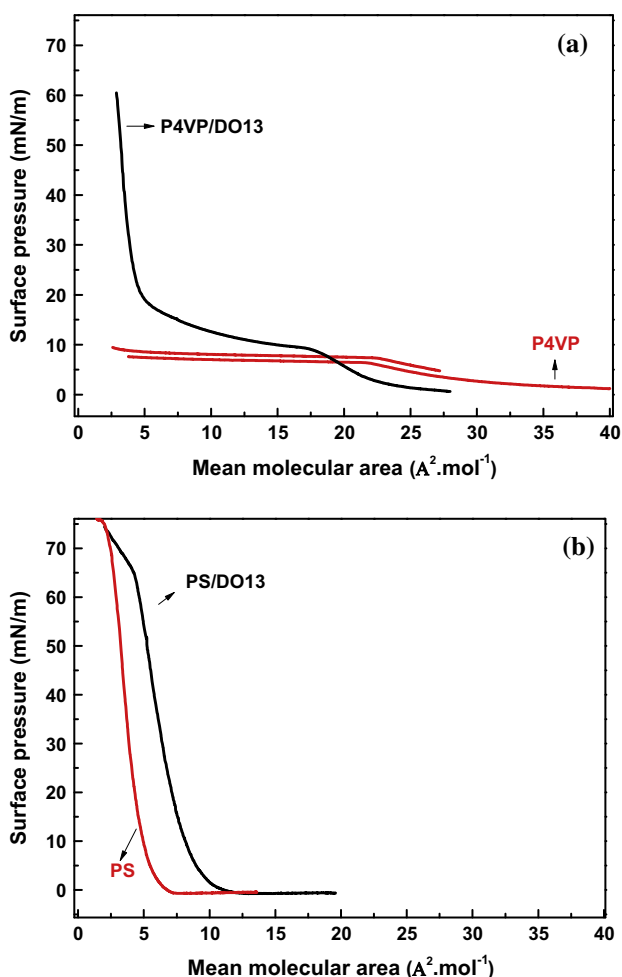 (a)
70
60
50
40
30
20
10
0
Surface pressure (mN/m)
P4VP/DO13
P4VP
0 5 10 15 20 25 30 35 40
Mean molecular area (A².mol⁻¹)
(b)
70
60
50
40
30
20
10
0
Surface pressure (mN/m)
PS/DO13
PS
0 5 10 15 20 25 30 35 40
Mean molecular area (A².mol⁻¹)